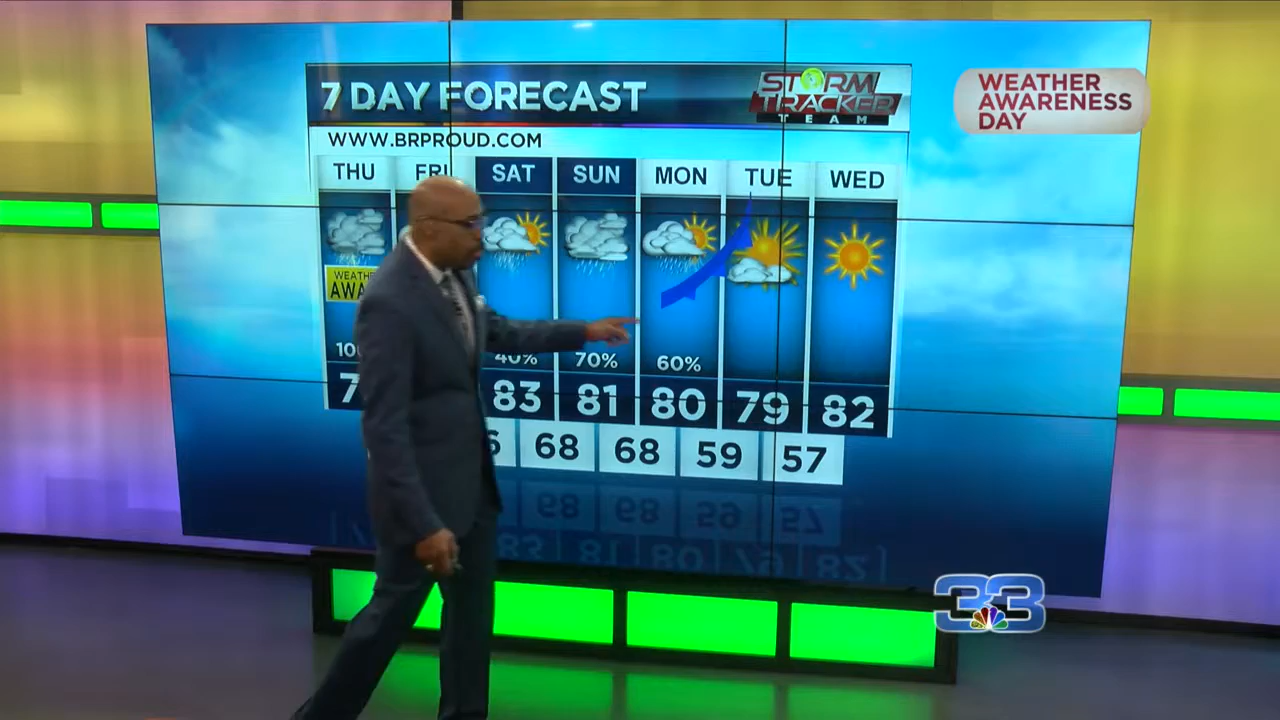 7 DAY FORECAST
STORM
TRACKER
TEAM
WEATHER
AWARENESS
DAY
WWW.BRPROUD.COM
THU FRI SAT SUN MON TUE WED
40% 70% 60%
83 81 80 79 82
68 68 59 57
33